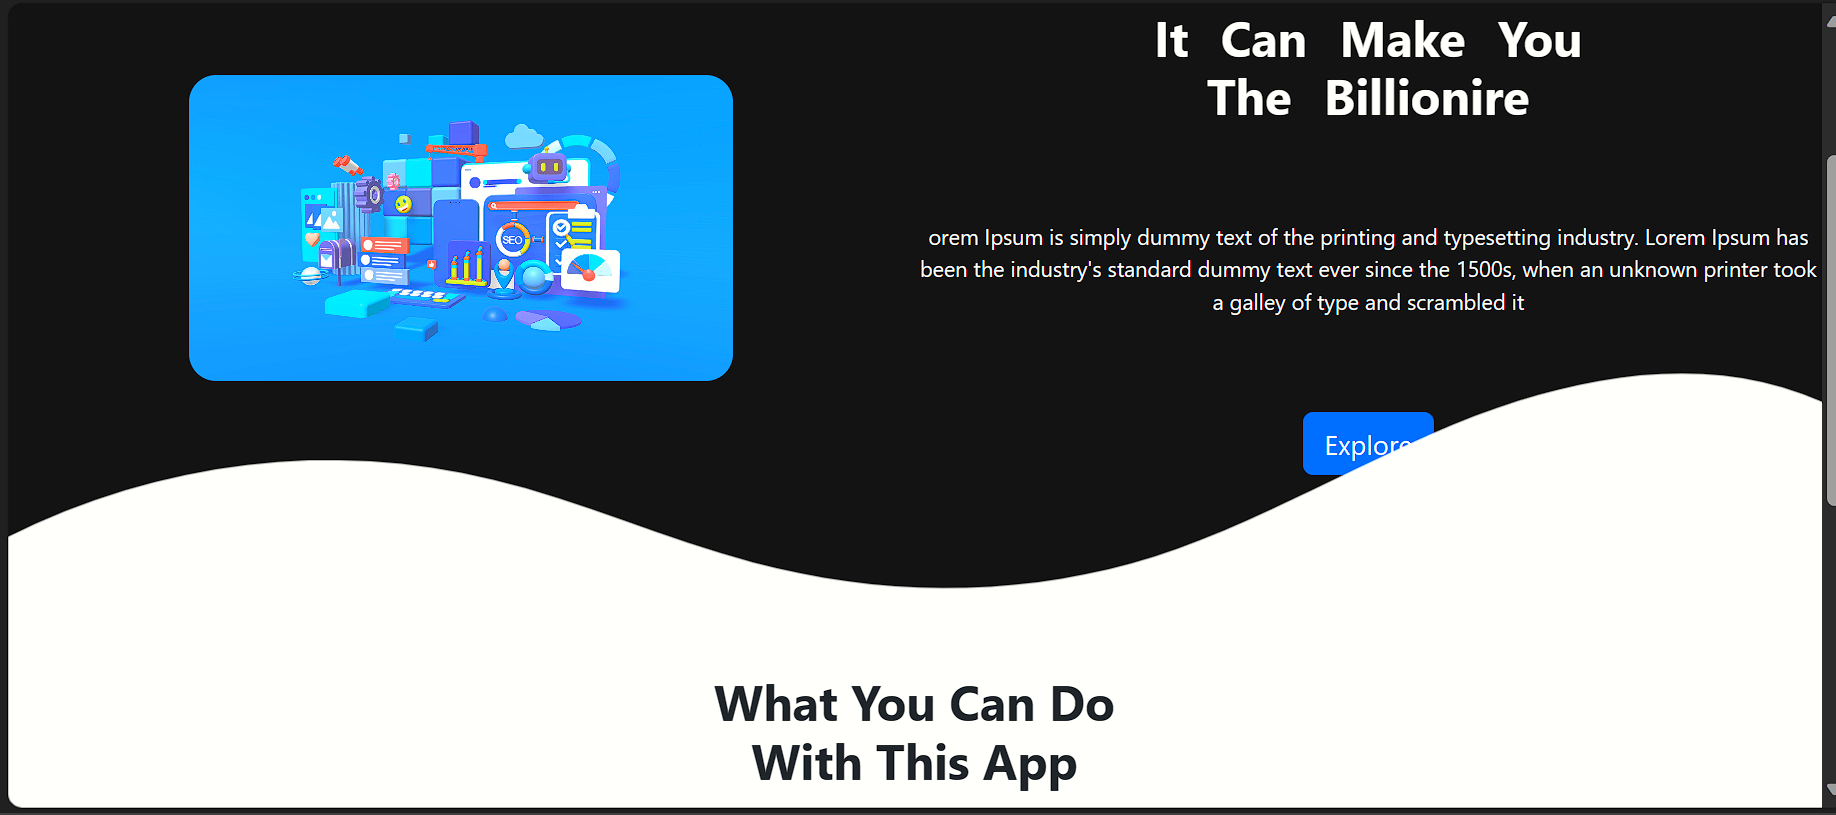 It Can Make You
The Billionire
SEO
orem Ipsum is simply dummy text of the printing and typesetting industry. Lorem Ipsum has
been the industry's standard dummy text ever since the 1500s, when an unknown printer took
a galley of type and scrambled it
Explore
What You Can Do
With This App